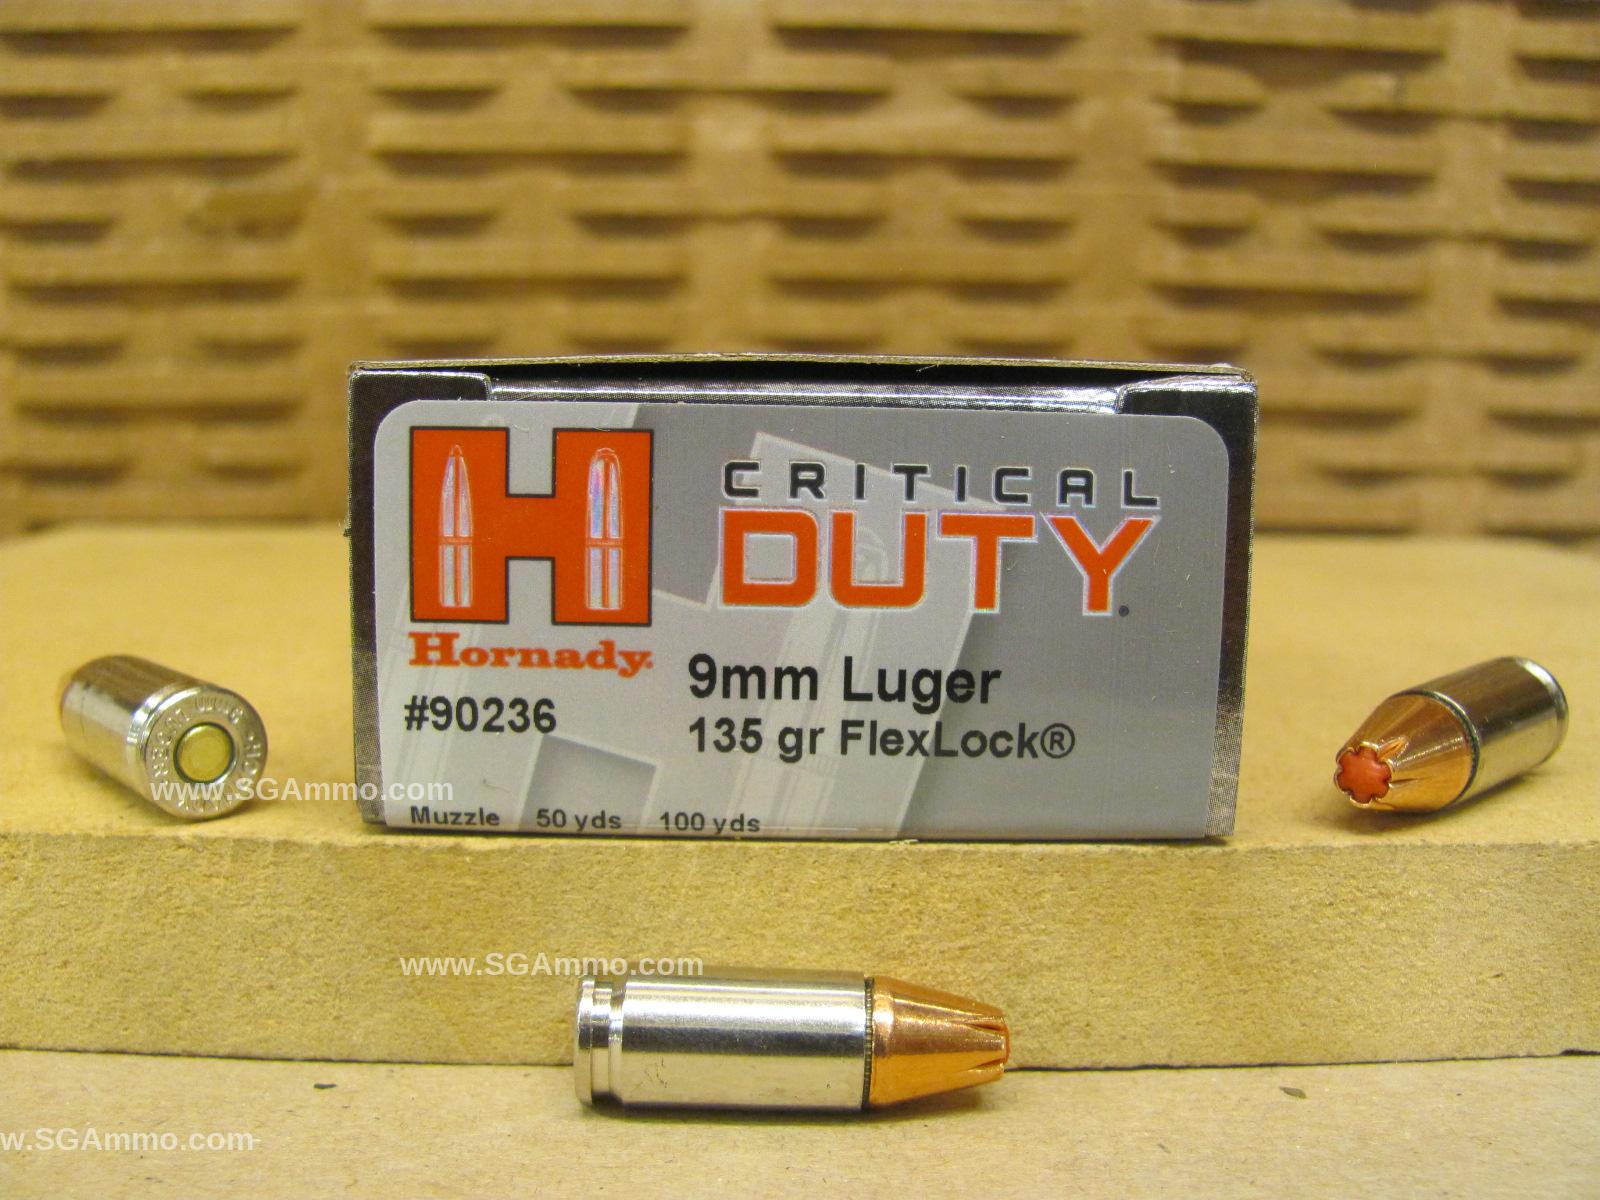 CRITICAL
DUTY
Hornady
#90236
9mm Luger
135 gr FlexLock®
Muzzle 50 yds 100 yds
www.SGAmmo.com
www.SGAmmo.com
w.SGAmmo.com